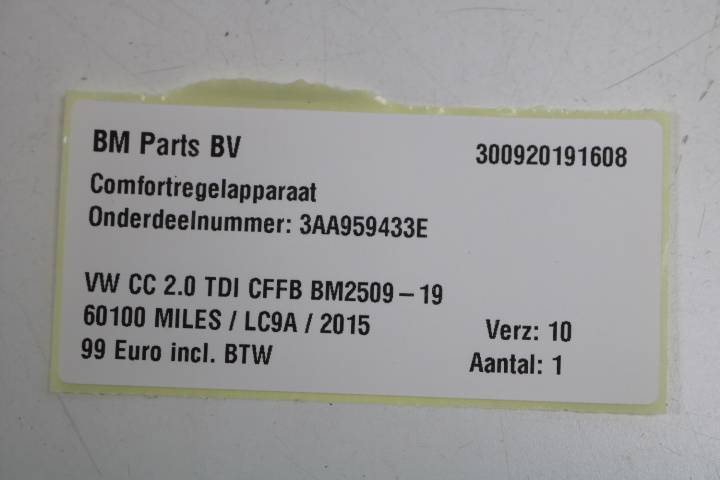 BM Parts BV 300920191608
Comfortregelapparaat
Onderdeelnummer: 3AA959433E
VW CC 2.0 TDI CFFB BM2509 – 19
60100 MILES / LC9A / 2015 Verz: 10
99 Euro incl. BTW Aantal: 1